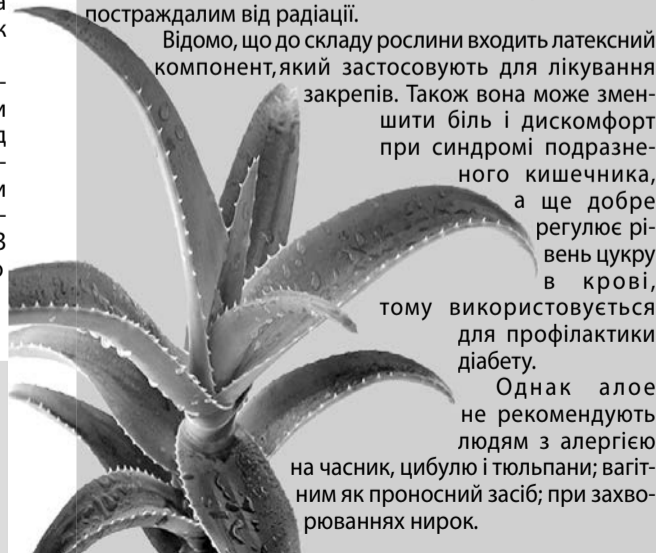 постраждалим від радіації.
Відомо, що до складу рослини входить латексний
компонент, який застосовують для лікування
закрепів. Також вона може змен-
шити біль і дискомфорт
при синдромі подразне-
ного кишечника,
а ще добре
регулює рі-
вень цукру
в крові,
тому використовується
для профілактики
діабету.
Однак алое
не рекомендують
людям з алергією
на часник, цибулю і тюльпани; вагіт-
ним як проносний засіб; при захво-
рюваннях нирок.